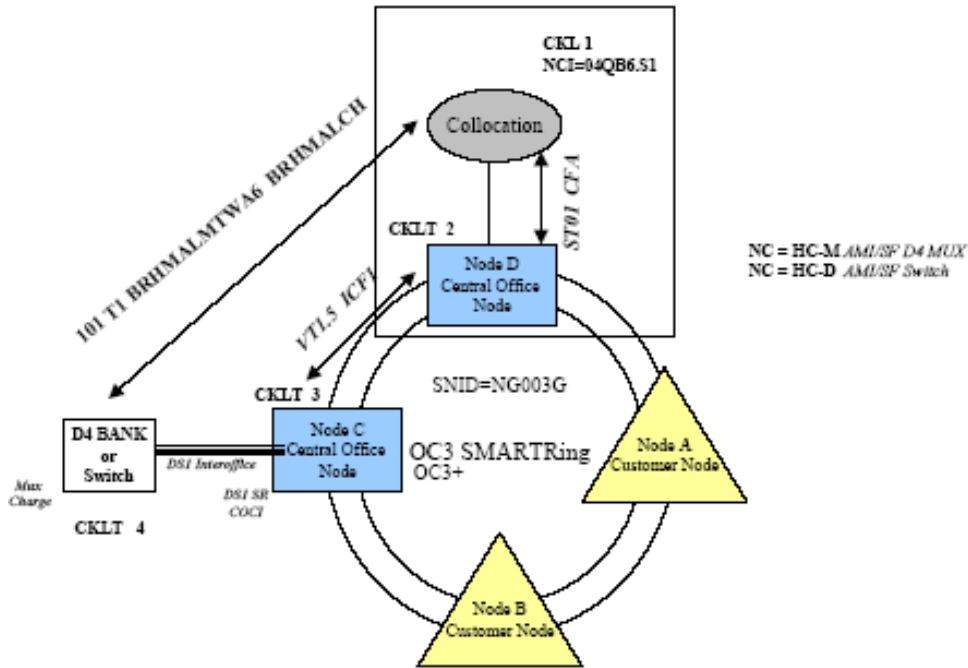 CKL 1
NCI=04QB6.S1
Collocation
101 T1 BRHMALMTWA6 BRHMALCH
ST01 CFA
CKLT 2
Node D
Central Office
Node
NC = HC-M AMI/SF D4 MUX
NC = HC-D AMI/SF Switch
VT1.5 ICF1
SNID=NG003G
CKLT 3
D4 BANK
or
Switch
DS1 Interoffice
Node C
Central Office
Node
OC3 SMARTRing
OC3+
Node A
Customer Node
Mux
Charge
DS1 SR
COCI
CKLT 4
Node B
Customer Node